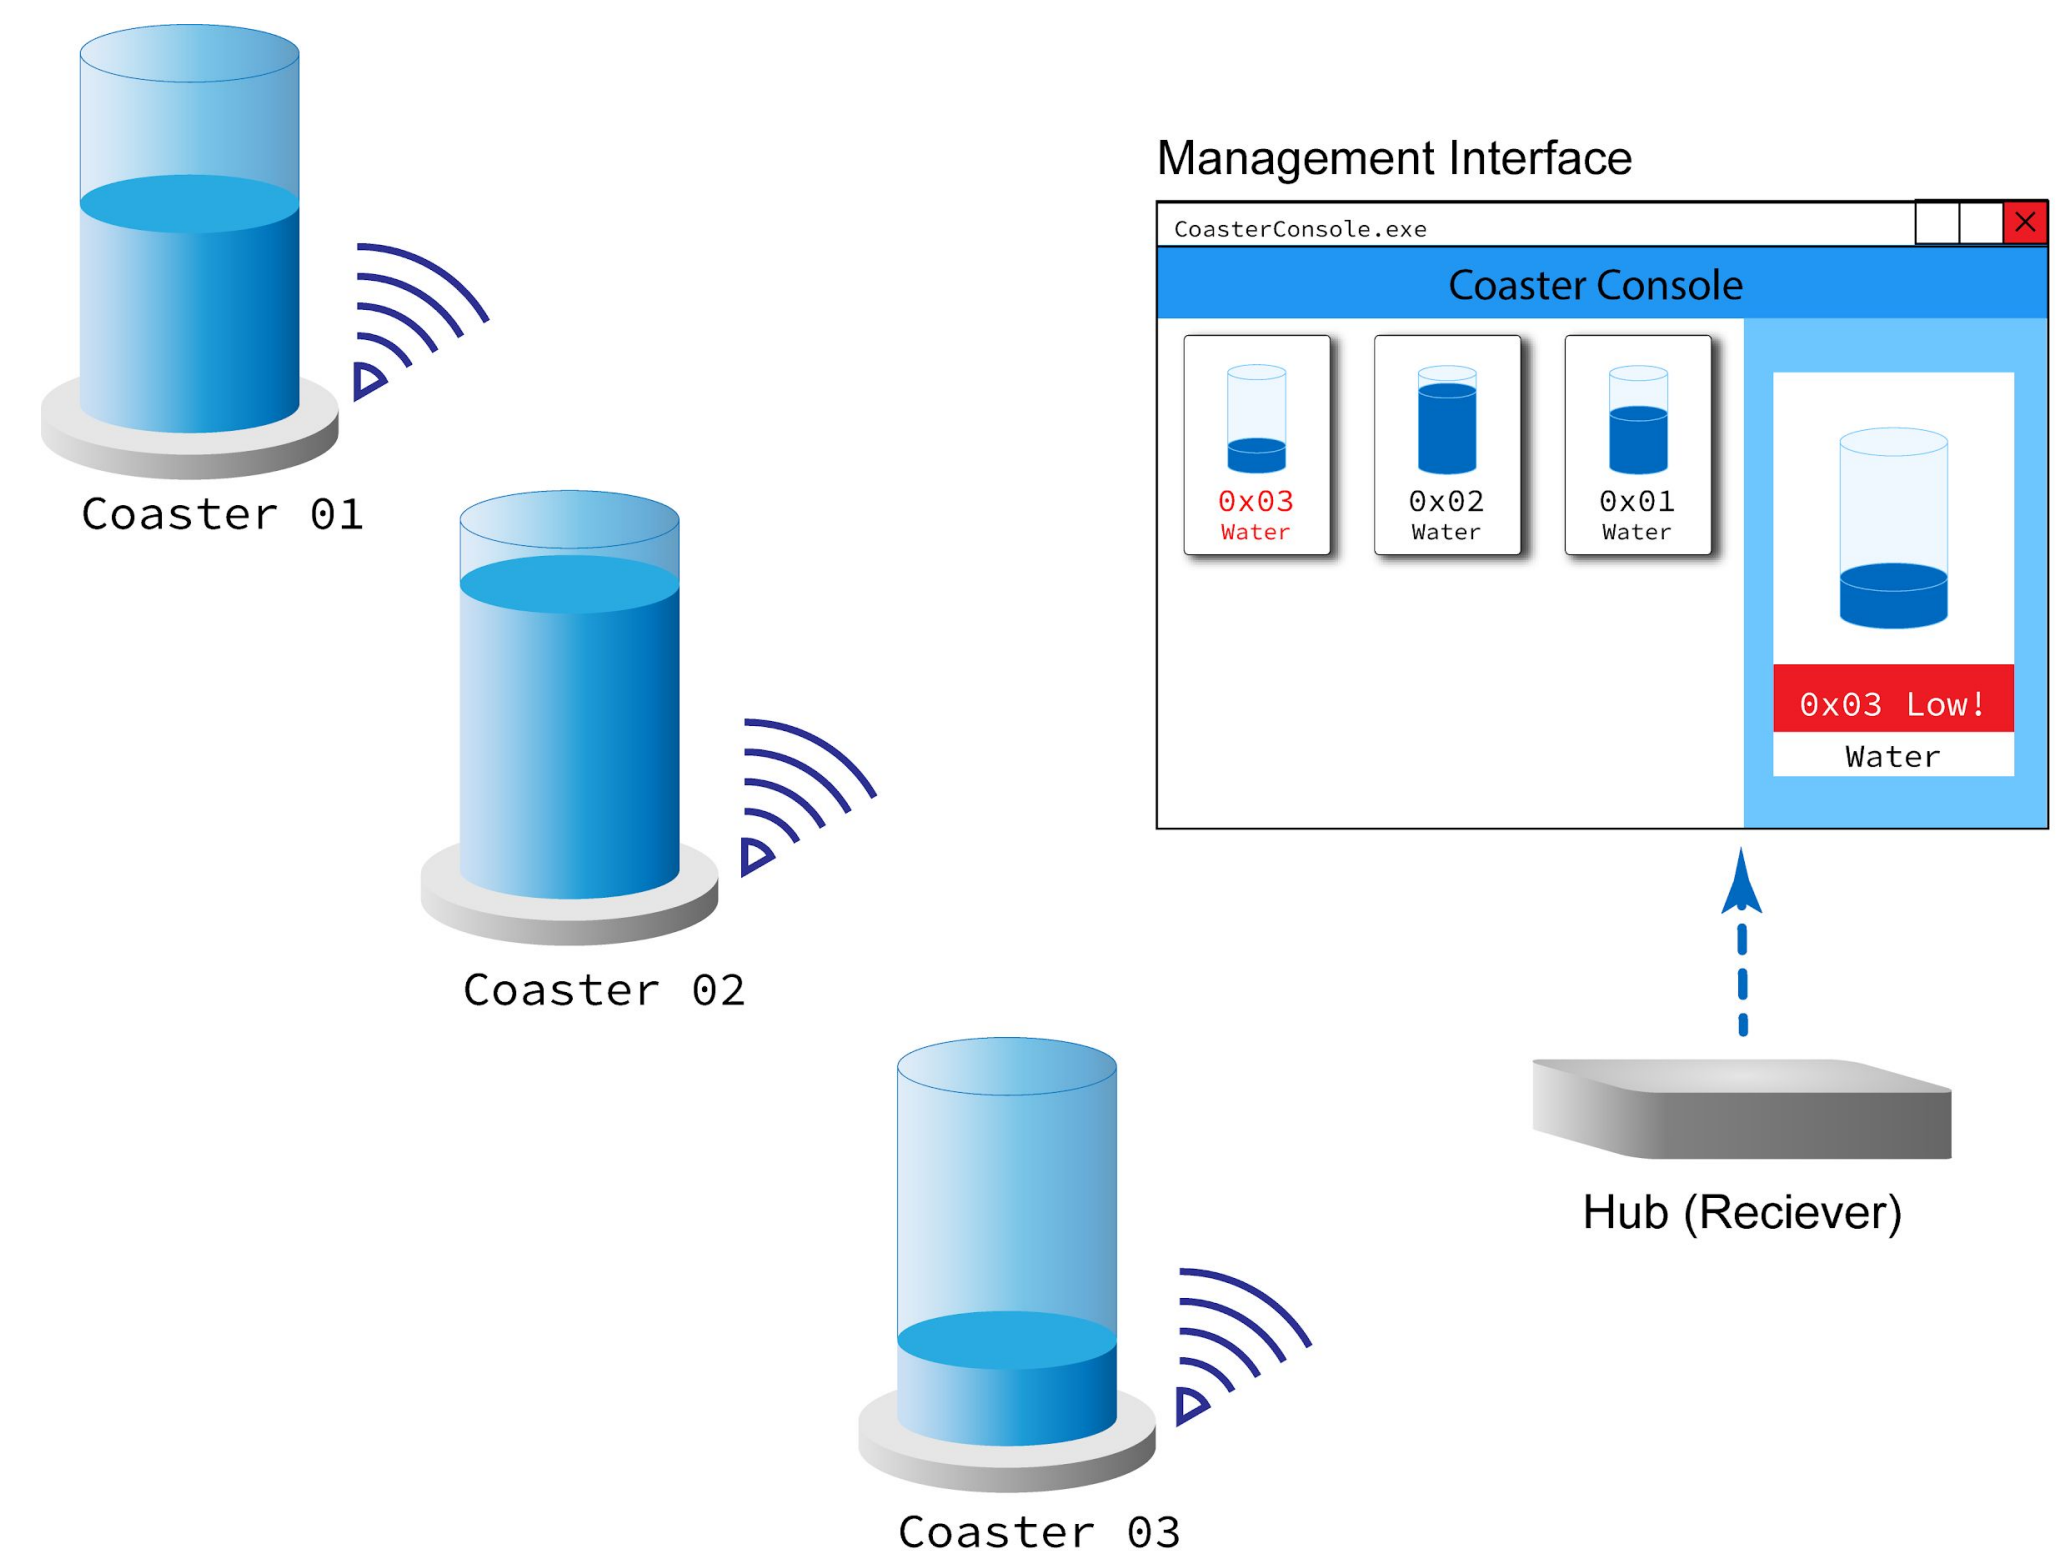 Coaster 01
Coaster 02
Coaster 03
Management Interface
CoasterConsole.exe
Coaster Console
0x03
Water
0x02
Water
0x01
Water
0x03 Low!
Water
Hub (Reciever)